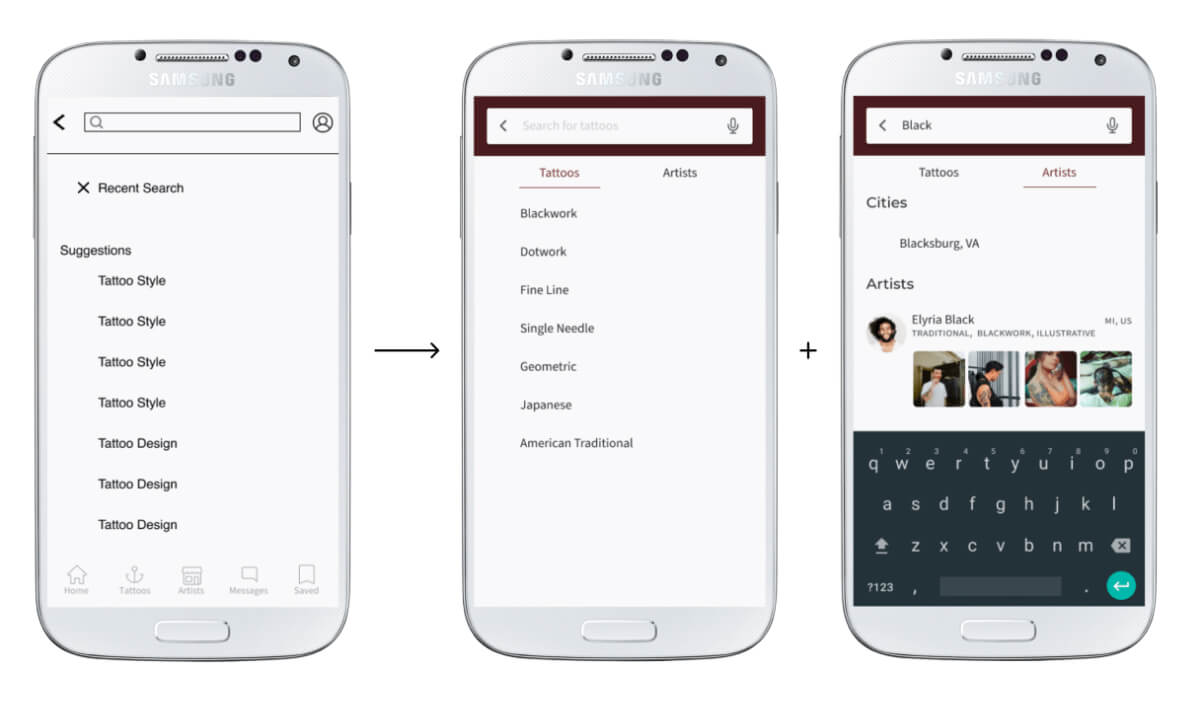 SAMSUNG
Recent Search
Suggestions
Tattoo Style
Tattoo Style
Tattoo Style
Tattoo Style
Tattoo Design
Tattoo Design
Tattoo Design
Home Tattoos Artists Messages Saved
SAMSUNG
Search for tattoos
Tattoos Artists
Blackwork
Dotwork
Fine Line
Single Needle
Geometric
Japanese
American Traditional
+
SAMSUNG
Black
Tattoos Artists
Cities
Blacksburg, VA
Artists
Elyria Black MI, US
TRADITIONAL, BLACKWORK, ILLUSTRATIVE
1 2 3 4 5 6 7 8 9 0
q w e r t y u i o p
a s d f g h j k l
z x c v b n m
?123 , .